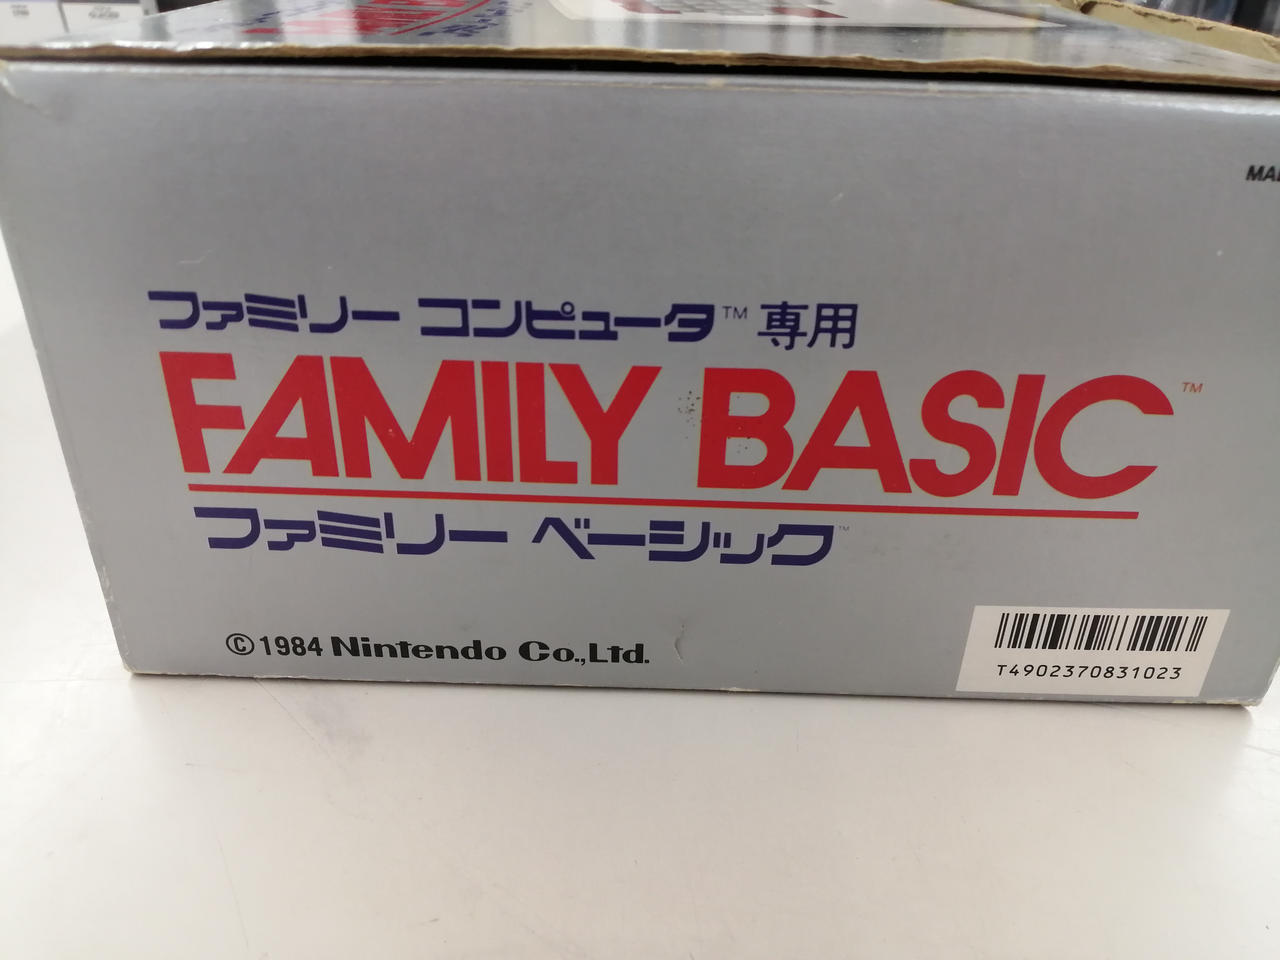 ファミリー コンピュータ™ 専用
FAMILY BASIC™
ファミリー ベーシック™
©1984 Nintendo Co.,Ltd.
T4902370831023